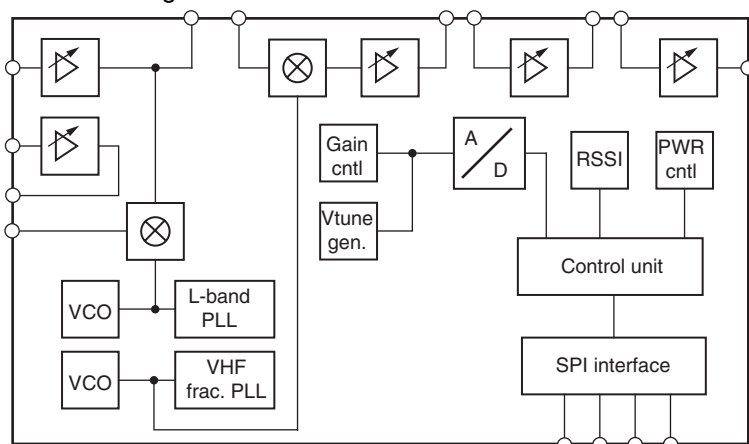 Gain
cntl
A
D
RSSI
PWR
cntl
Vtune
gen.
Control unit
VCO
L-band
PLL
VCO
VHF
frac. PLL
SPI interface